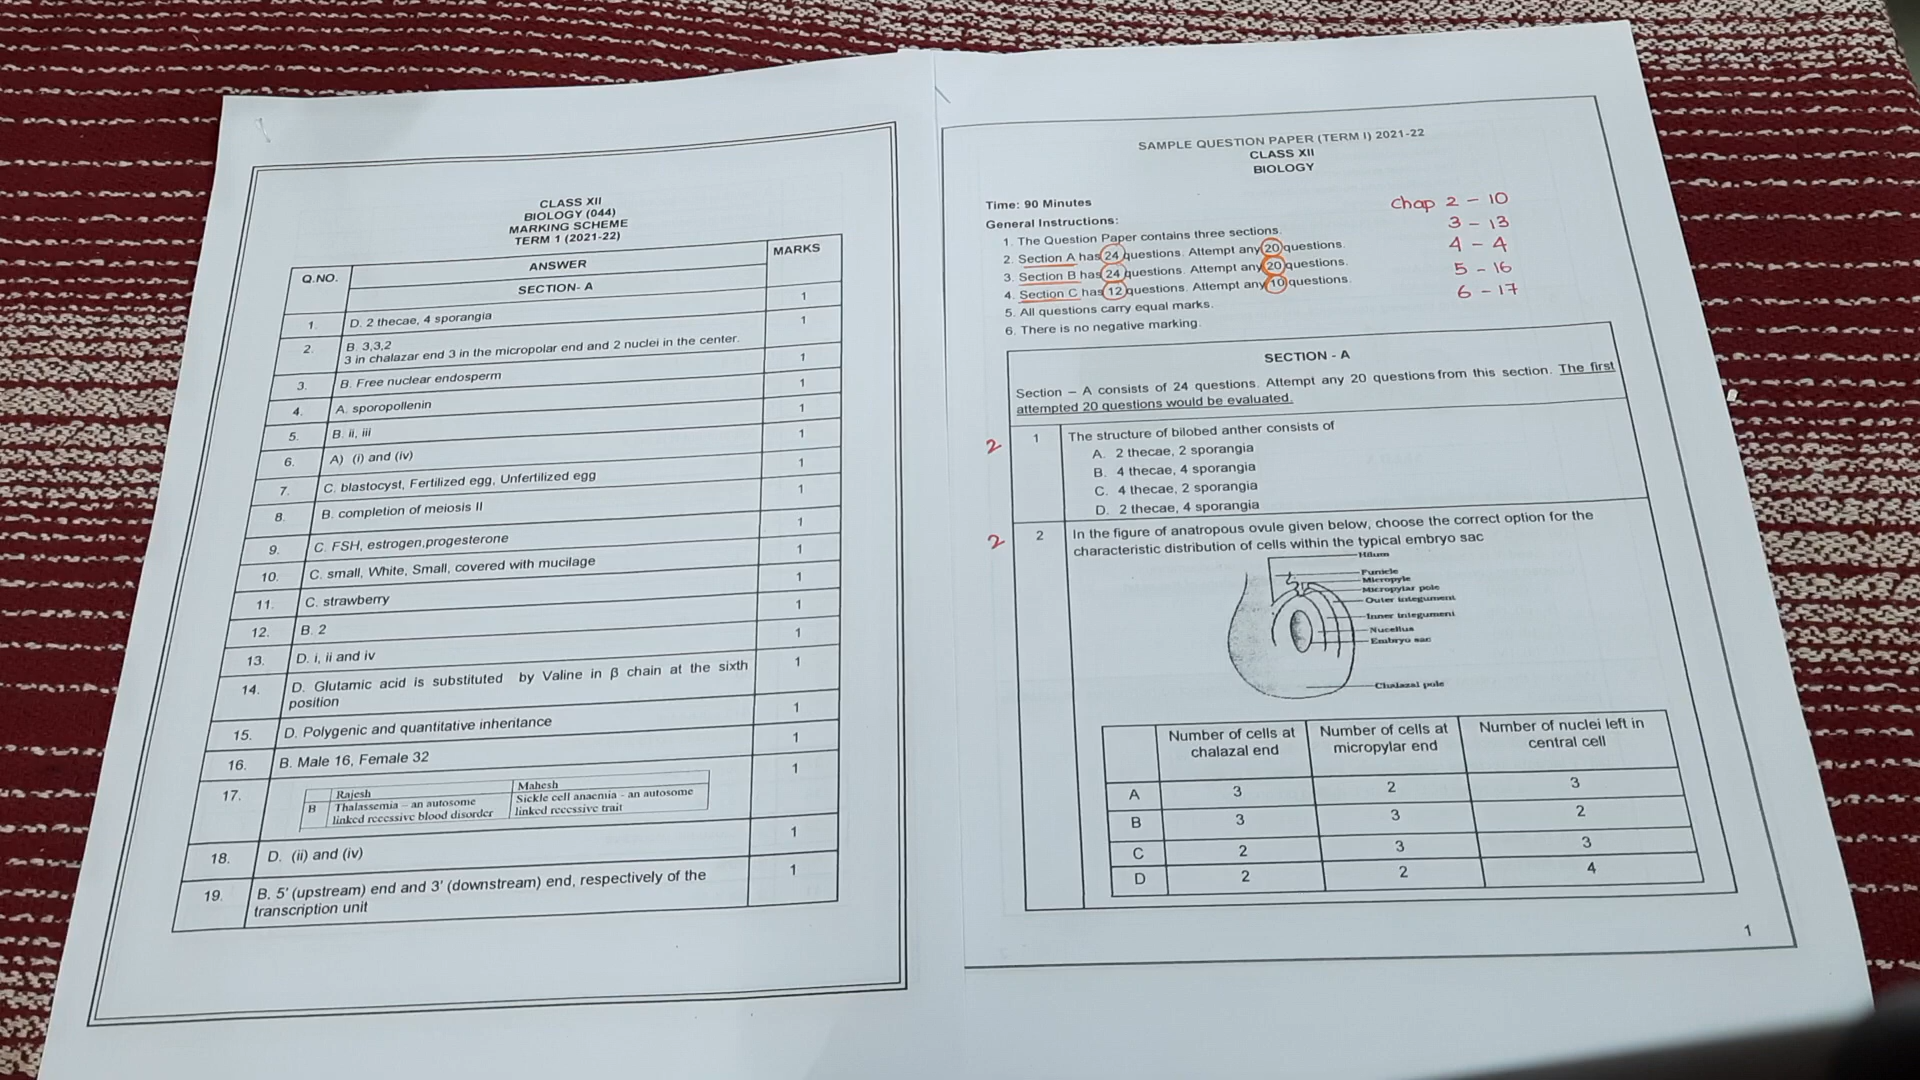 CLASS XII
BIOLOGY (044)
MARKING SCHEME
TERM 1 (2021-22)
Q.NO.
ANSWER
MARKS
SECTION- A
1.
D. 2 thecae, 4 sporangia
1
2.
B. 3,3,2
3 in chalazar end 3 in the micropolar end and 2 nuclei in the center.
1
3.
B. Free nuclear endosperm
1
4.
A. sporopollenin
1
5.
B. ii, iii
1
6.
A) (i) and (iv)
1
7.
C. blastocyst, Fertilized egg, Unfertilized egg
1
8.
B. completion of meiosis II
1
9.
C. FSH, estrogen,progesterone
1
10.
C. small, White, Small, covered with mucilage
1
11.
C. strawberry
1
12.
B. 2
1
13.
D. i, ii and iv
1
14.
D. Glutamic acid is substituted by Valine in β chain at the sixth
position
1
15.
D. Polygenic and quantitative inheritance
1
16.
B. Male 16, Female 32
1
17.
Rajesh
Mahesh
B
Thalassemia – an autosome
linked recessive blood disorder
Sickle cell anaemia - an autosome
linked recessive trait
1
18.
D. (ii) and (iv)
1
19.
B. 5' (upstream) end and 3' (downstream) end, respectively of the
transcription unit
1
SAMPLE QUESTION PAPER (TERM I) 2021-22
CLASS XII
BIOLOGY
Time: 90 Minutes
General Instructions:
1. The Question Paper contains three sections.
2. Section A has 24 questions. Attempt any 20 questions.
3. Section B has 24 questions. Attempt any 20 questions.
4. Section C has 12 questions. Attempt any 10 questions.
5. All questions carry equal marks.
6. There is no negative marking.
Chap 2 - 10
3 - 13
4 - 4
5 - 16
6 - 17
SECTION - A
Section – A consists of 24 questions. Attempt any 20 questions from this section. The first
attempted 20 questions would be evaluated.
2
1
The structure of bilobed anther consists of
A. 2 thecae, 2 sporangia
B. 4 thecae, 4 sporangia
C. 4 thecae, 2 sporangia
D. 2 thecae, 4 sporangia
2
2
In the figure of anatropous ovule given below, choose the correct option for the
characteristic distribution of cells within the typical embryo sac
Hilum
Funicle
Micropyle
Micropylar pole
Outer integument
Inner integument
Nucellus
Embryo sac
Chalazal pole
Number of cells at
chalazal end
Number of cells at
micropylar end
Number of nuclei left in
central cell
A 3 2 3
B 3 3 2
C 2 3 3
D 2 2 4
1